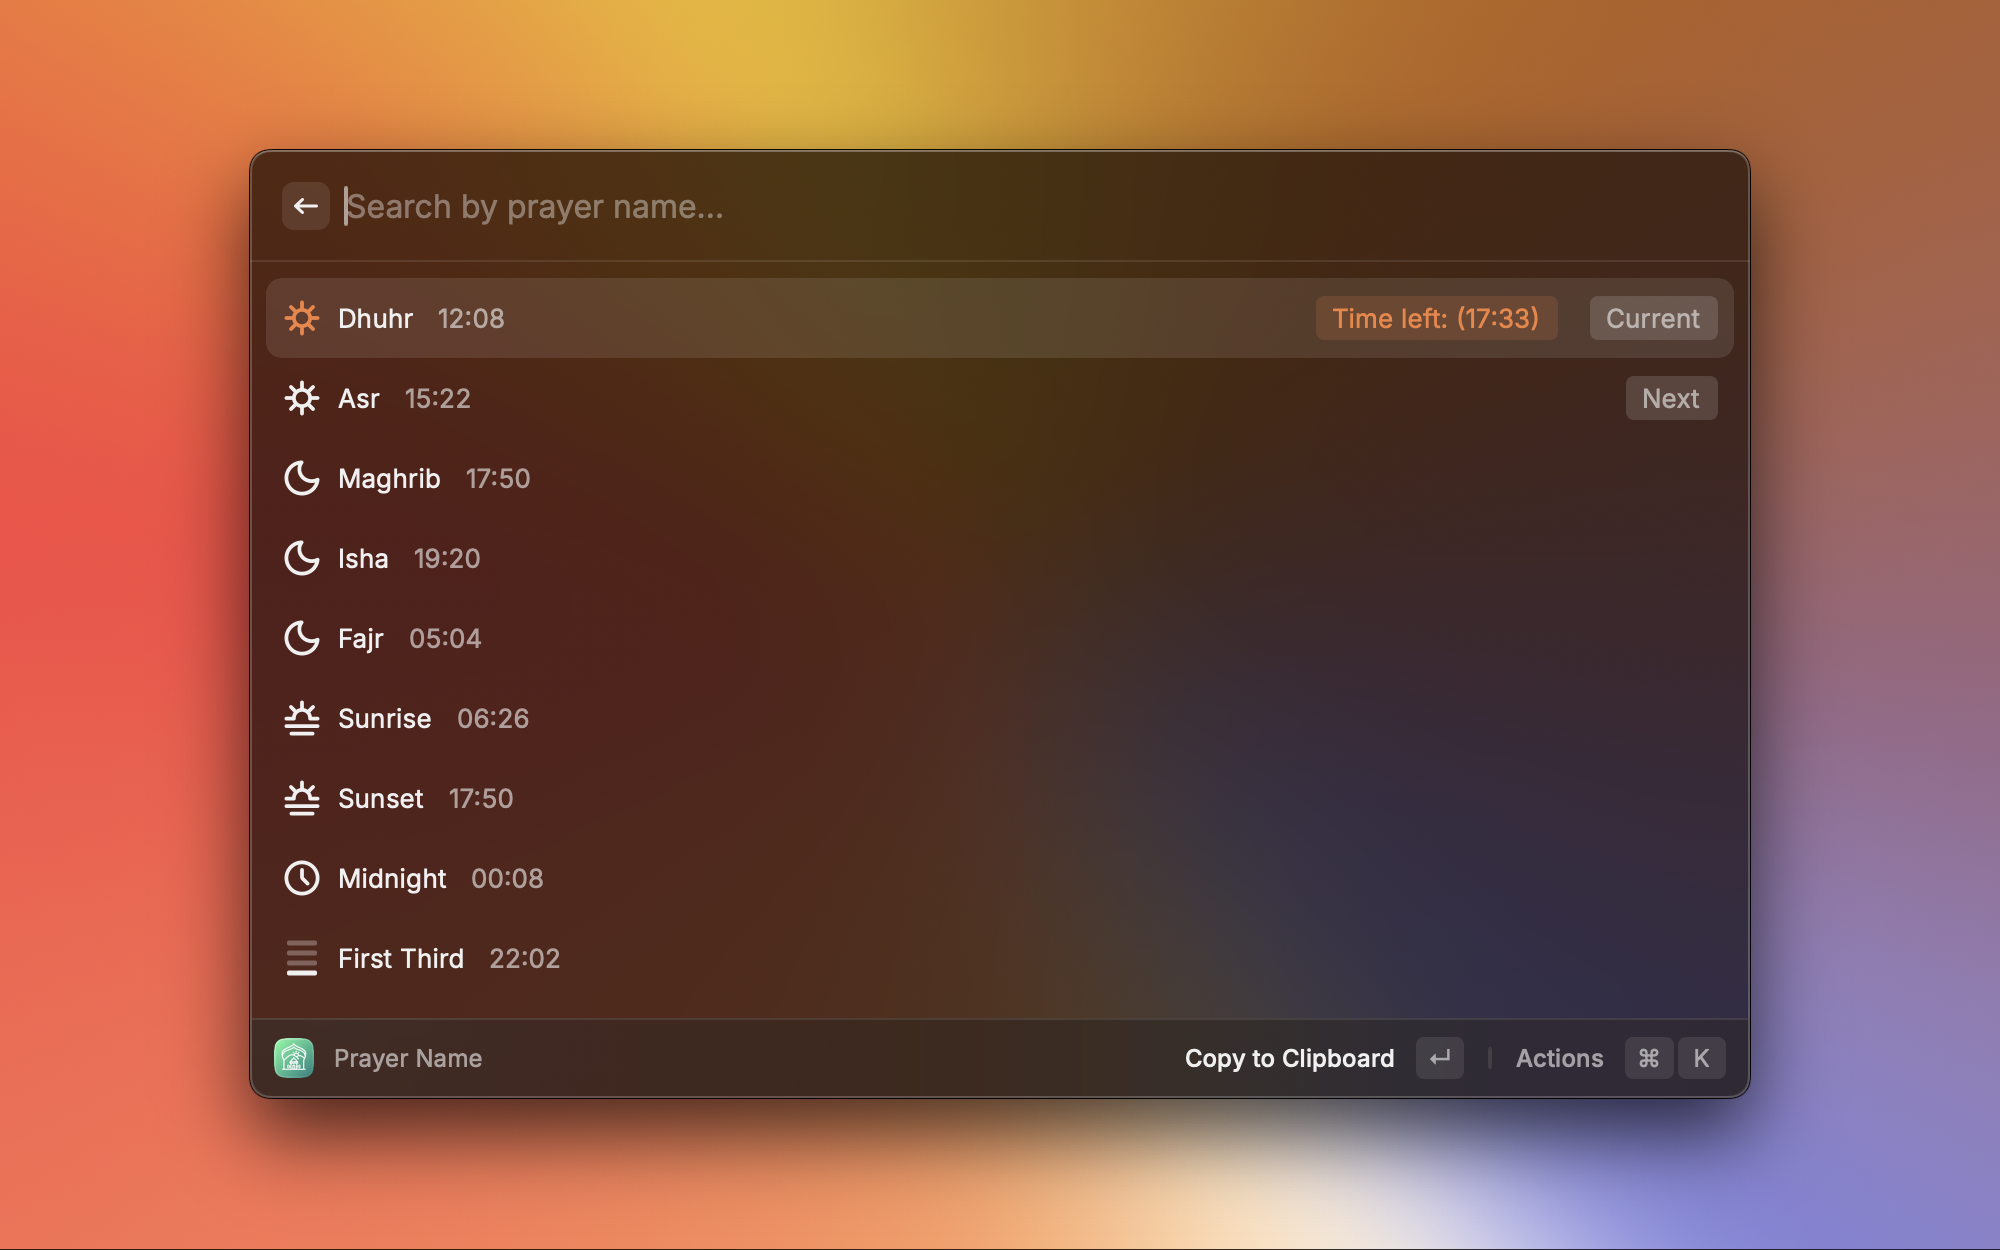 Search by prayer name...
Dhuhr 12:08 Time left: (17:33) Current
Asr 15:22 Next
Maghrib 17:50
Isha 19:20
Fajr 05:04
Sunrise 06:26
Sunset 17:50
Midnight 00:08
First Third 22:02
Prayer Name Copy to Clipboard ↵ Actions ⌘ K